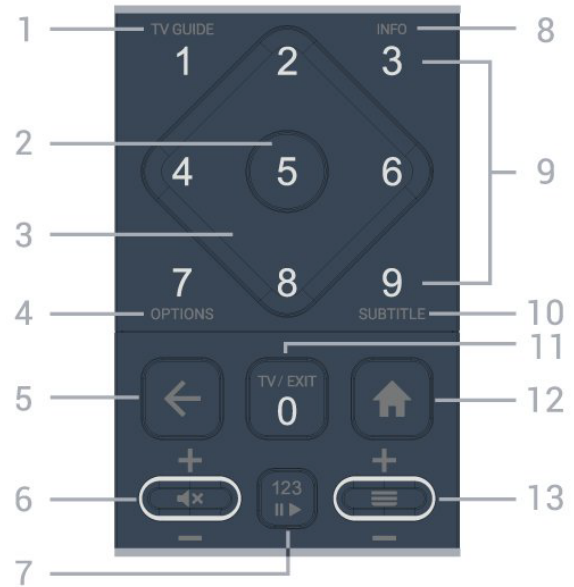 1 TV GUIDE INFO 8
1 2 3
2 9
4 5 6
3
7 8 9
4 OPTIONS SUBTITLE 10
11
TV / EXIT
5 0 12
+ +
6 123 13
− −
7